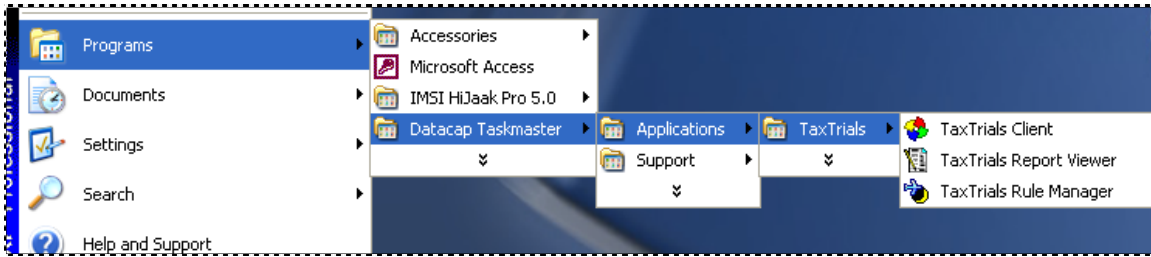 Professional
Programs
Documents
Settings
Search
Help and Support
Accessories
Microsoft Access
IMSI HiJaak Pro 5.0
Datacap Taskmaster
Applications
Support
TaxTrials
TaxTrials Client
TaxTrials Report Viewer
TaxTrials Rule Manager